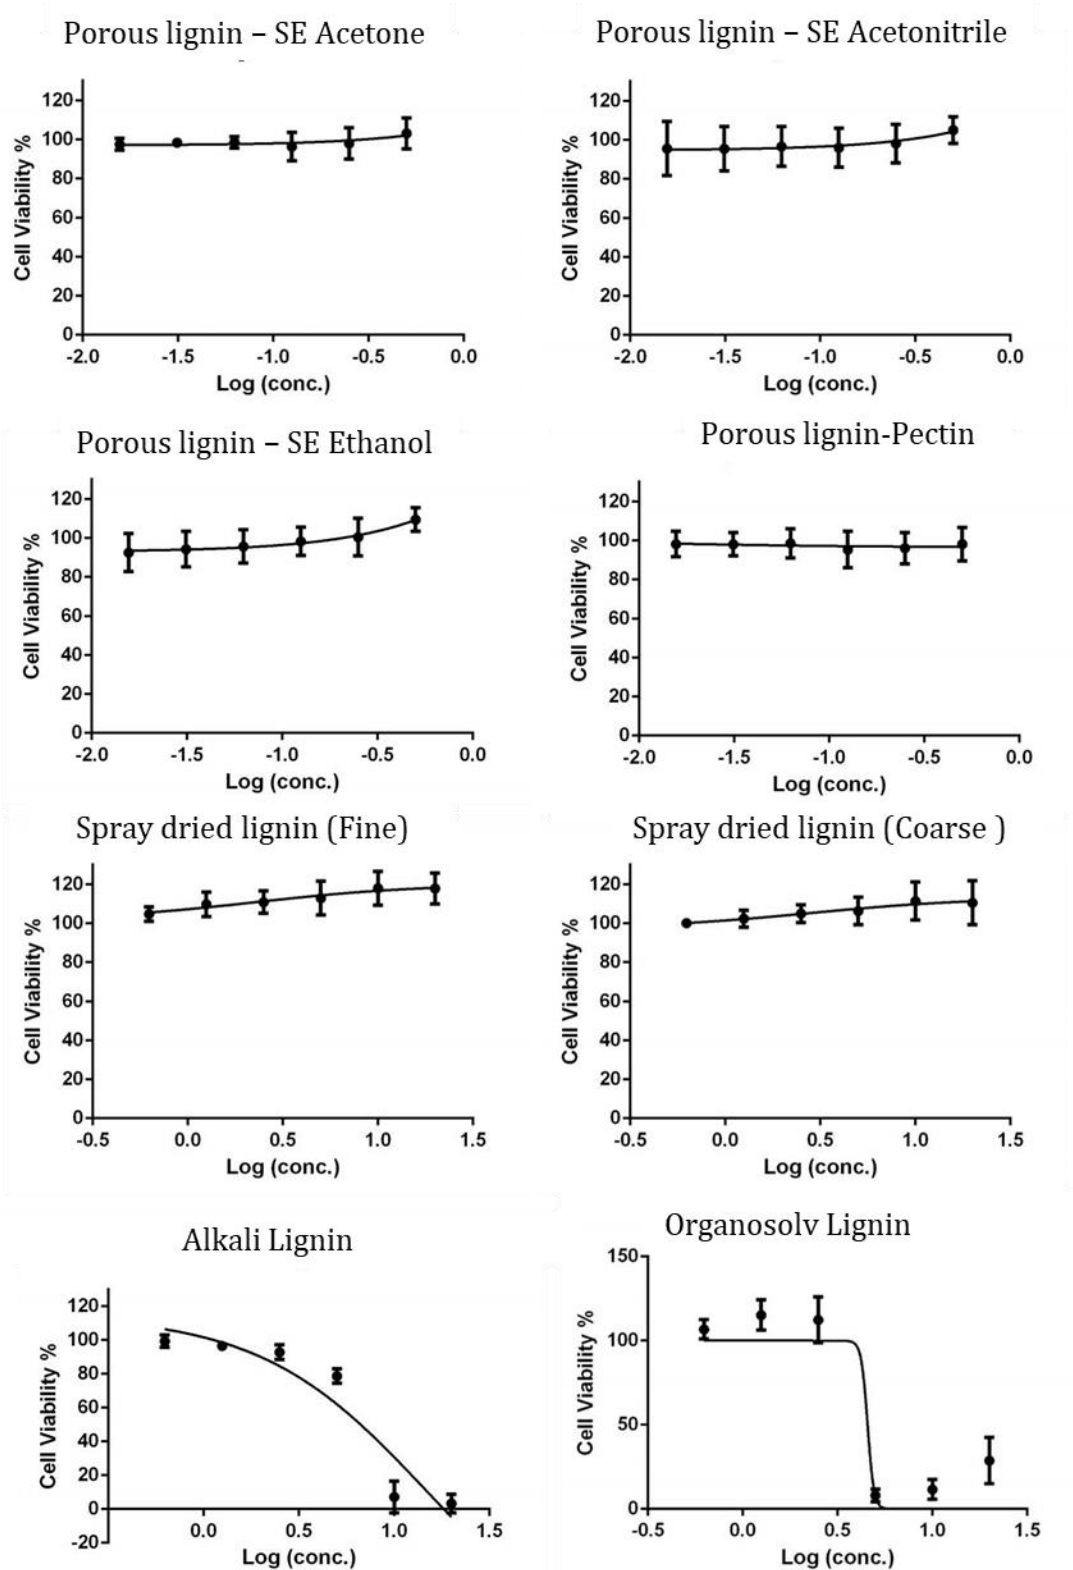 Porous lignin – SE Acetone
120
100
80
60
40
20
0
Cell Viability %
-2.0 -1.5 -1.0 -0.5 0.0
Log (conc.)
Porous lignin – SE Acetonitrile
120
100
80
60
40
20
0
Cell Viability %
-2.0 -1.5 -1.0 -0.5 0.0
Log (conc.)
Porous lignin – SE Ethanol
120
100
80
60
40
20
0
Cell Viability %
-2.0 -1.5 -1.0 -0.5 0.0
Log (conc.)
Porous lignin-Pectin
120
100
80
60
40
20
0
Cell Viability %
-2.0 -1.5 -1.0 -0.5 0.0
Log (conc.)
Spray dried lignin (Fine)
120
100
80
60
40
20
0
Cell Viability %
-0.5 0.0 0.5 1.0 1.5
Log (conc.)
Spray dried lignin (Coarse )
120
100
80
60
40
20
0
Cell Viability %
-0.5 0.0 0.5 1.0 1.5
Log (conc.)
Alkali Lignin
120
100
80
60
40
20
0
-20
Cell Viability %
0.0 0.5 1.0 1.5
Log (conc.)
Organosolv Lignin
150
100
50
0
Cell Viability %
-0.5 0.0 0.5 1.0 1.5
Log (conc.)